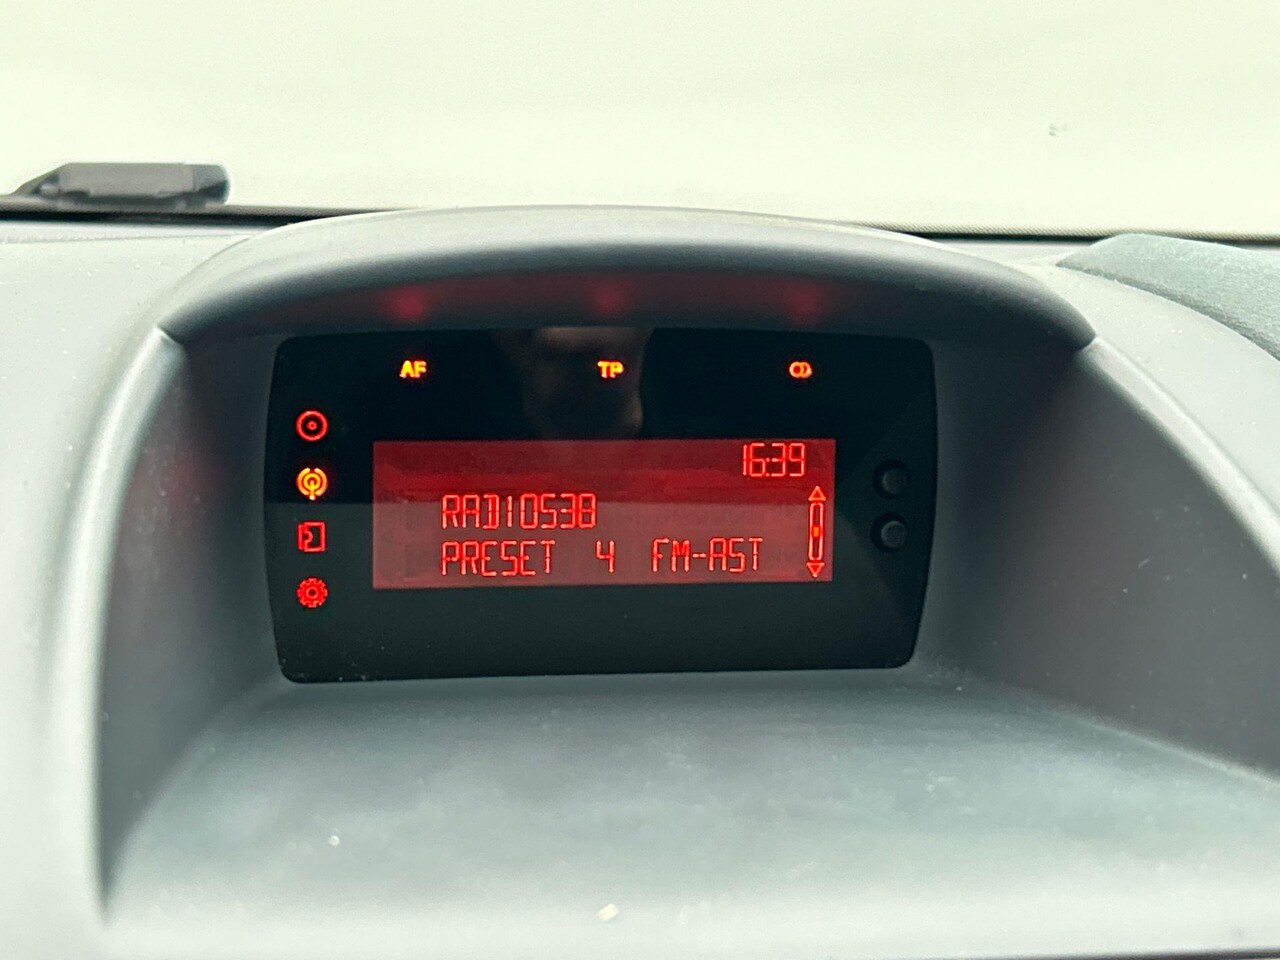 AF TP
16:39
RADIO538
PRESET 4 FM-AST